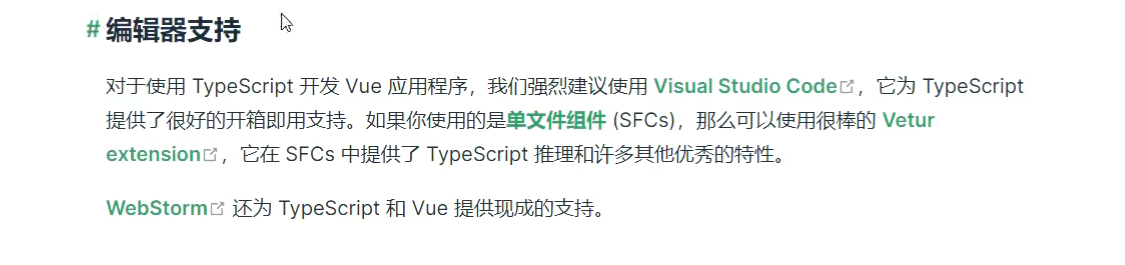 # 编辑器支持
对于使用 TypeScript 开发 Vue 应用程序，我们强烈建议使用 Visual Studio Code，它为 TypeScript
提供了很好的开箱即用支持。如果你使用的是单文件组件 (SFCs)，那么可以使用很棒的 Vetur
extension，它在 SFCs 中提供了 TypeScript 推理和许多其他优秀的特性。
WebStorm 还为 TypeScript 和 Vue 提供现成的支持。